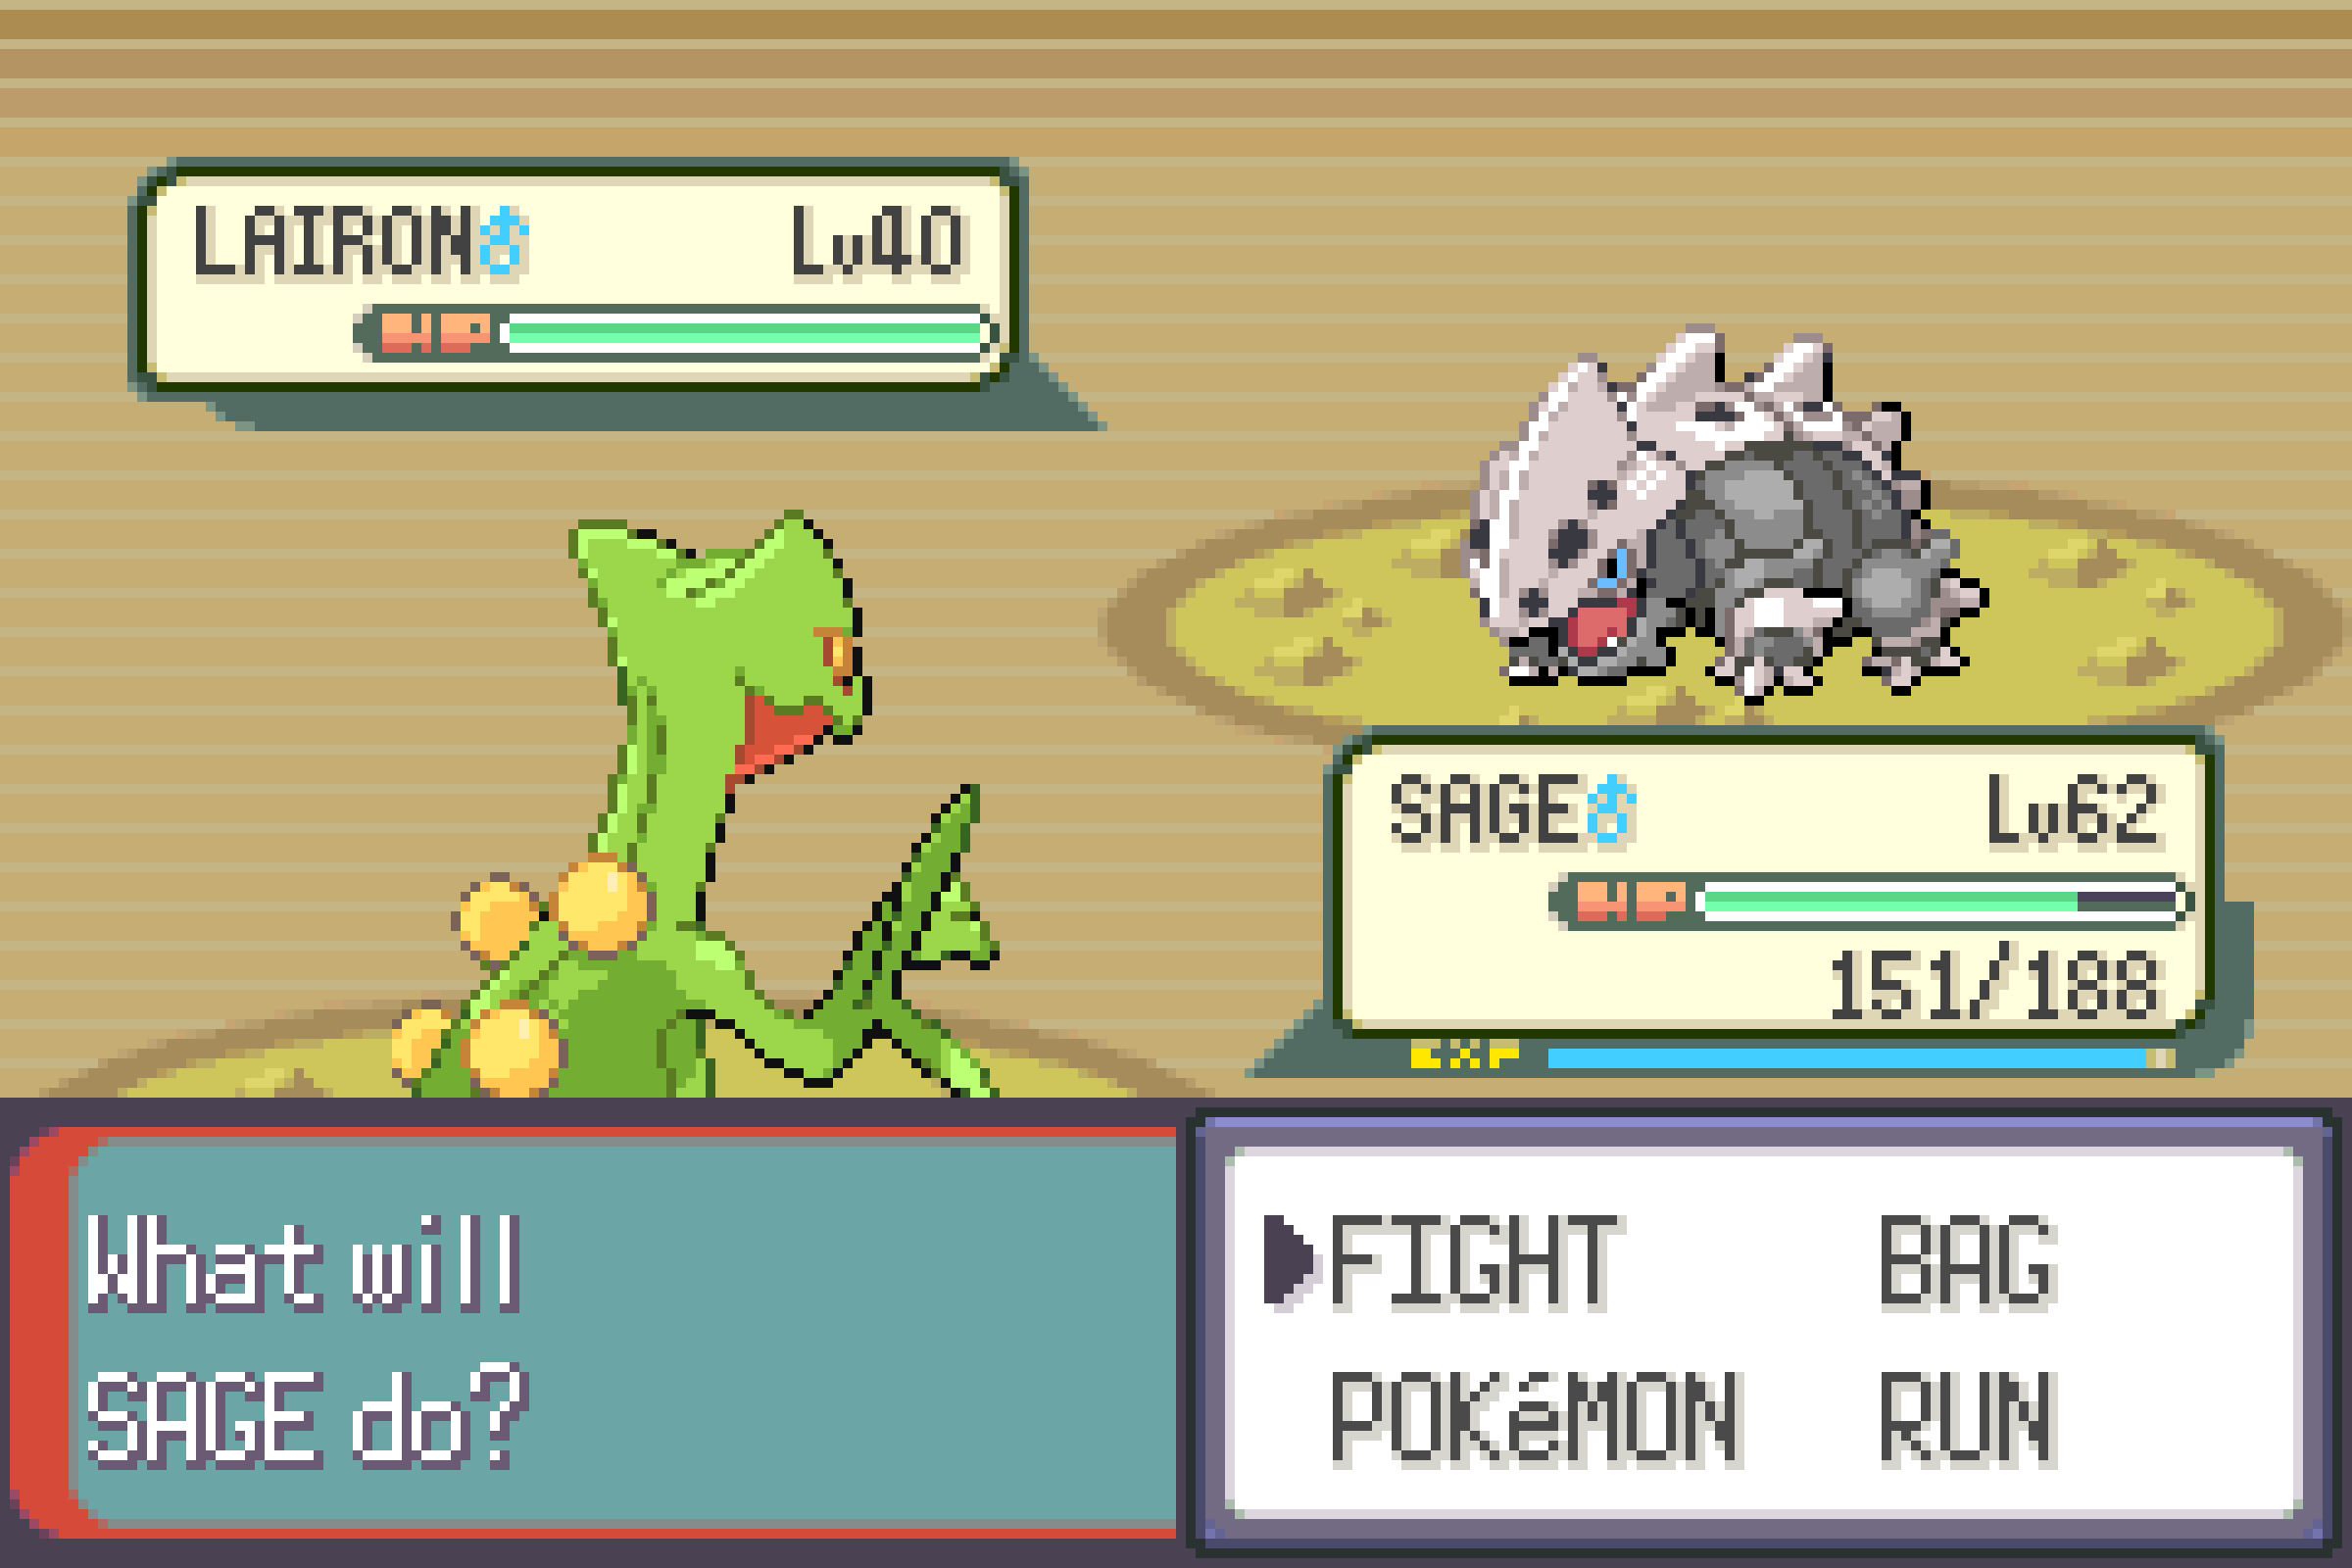 LAIRON♂ Lv40
HP
SAGE♂ Lv62
HP
151/188
EXP
What will
SAGE do?
FIGHT BAG
POKéMON RUN